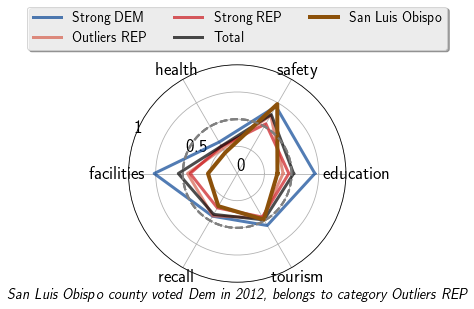 Strong DEM Strong REP San Luis Obispo
Outliers REP Total
health safety
1
0.5
0
facilities education
recall tourism
San Luis Obispo county voted Dem in 2012, belongs to category Outliers REP